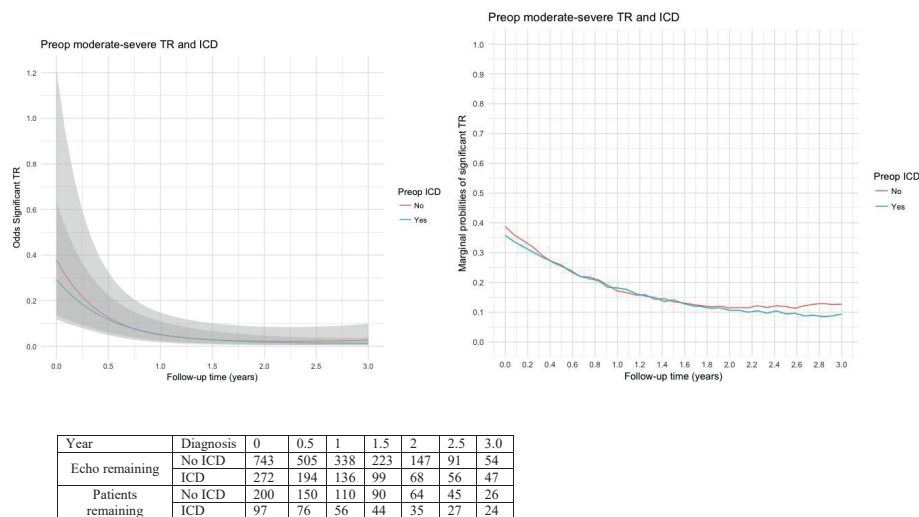 Preop moderate-severe TR and ICD
Odds Significant TR
1.2
1.0
0.8
0.6
0.4
0.2
0.0
0.0 0.5 1.0 1.5 2.0 2.5 3.0
Follow-up time (years)
Preop ICD
No
Yes
Preop moderate-severe TR and ICD
Marginal probilities of significant TR
1.0
0.9
0.8
0.7
0.6
0.5
0.4
0.3
0.2
0.1
0.0
0.0 0.2 0.4 0.6 0.8 1.0 1.2 1.4 1.6 1.8 2.0 2.2 2.4 2.6 2.8 3.0
Follow-up time (years)
Preop ICD
No
Yes
Year Diagnosis 0 0.5 1 1.5 2 2.5 3.0
Echo remaining No ICD 743 505 338 223 147 91 54
ICD 272 194 136 99 68 56 47
Patients remaining No ICD 200 150 110 90 64 45 26
ICD 97 76 56 44 35 27 24